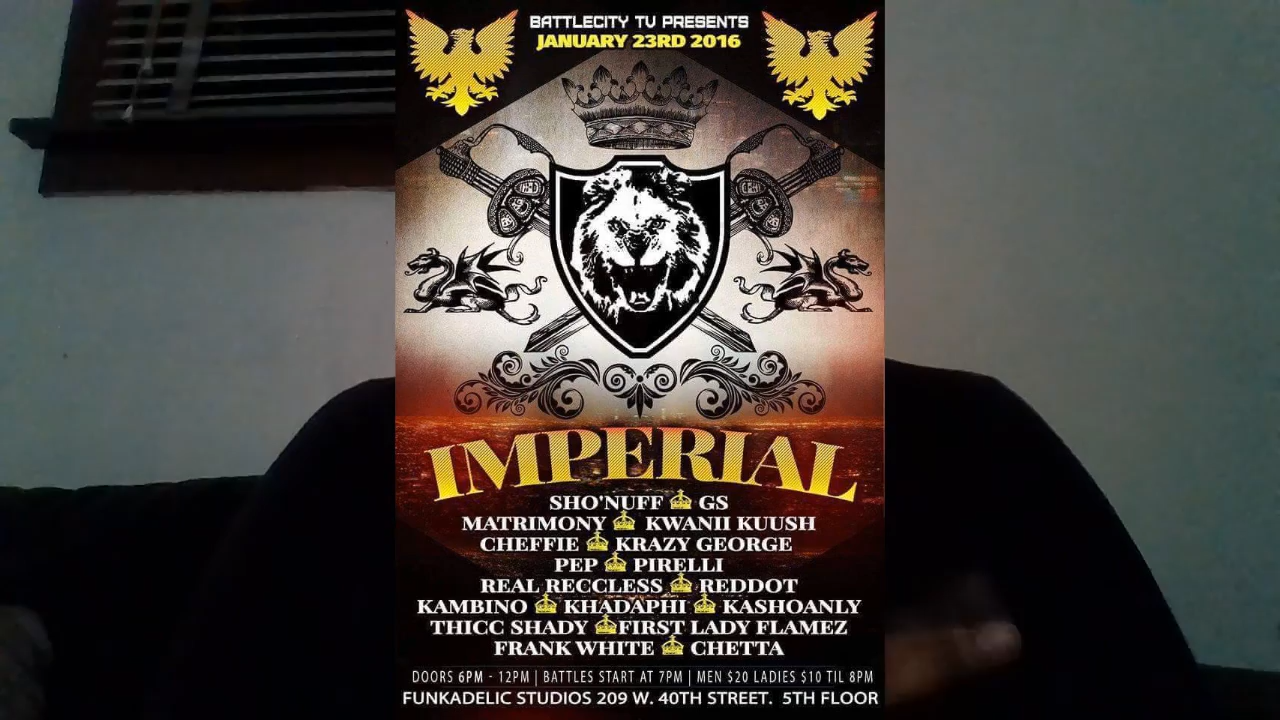 BATTLECITY TV PRESENTS
JANUARY 23RD 2016
IMPERIAL
SHO'NUFF GS
MATRIMONY KWANII KUUSH
CHEFFIE KRAZY GEORGE
PEP PIRELLI
REAL RECCLESS REDDOT
KAMBINO KHADAPHI KASHOANLY
THICC SHADY FIRST LADY FLAMEZ
FRANK WHITE CHETTA
DOORS 6PM - 12PM | BATTLES START AT 7PM | MEN $20 LADIES $10 TIL 8PM
FUNKADELIC STUDIOS 209 W. 40TH STREET. 5TH FLOOR